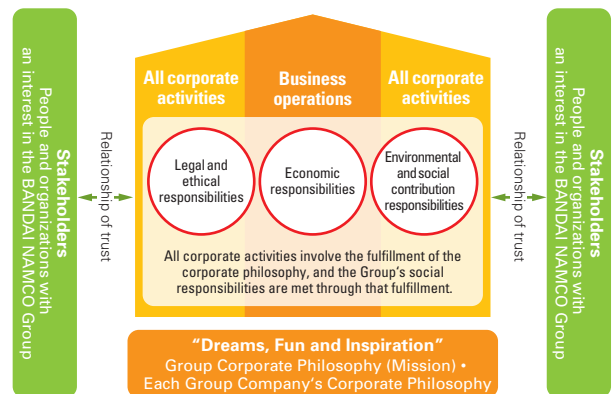 Stakeholders
People and organizations with
an interest in the BANDAI NAMCO Group
Relationship of trust
All corporate
activities
Business
operations
All corporate
activities
Legal and
ethical
responsibilities
Economic
responsibilities
Environmental
and social
contribution
responsibilities
All corporate activities involve the fulfillment of the
corporate philosophy, and the Group's social
responsibilities are met through that fulfillment.
Relationship of trust
Stakeholders
People and organizations with
an interest in the BANDAI NAMCO Group
“Dreams, Fun and Inspiration”
Group Corporate Philosophy (Mission) •
Each Group Company's Corporate Philosophy